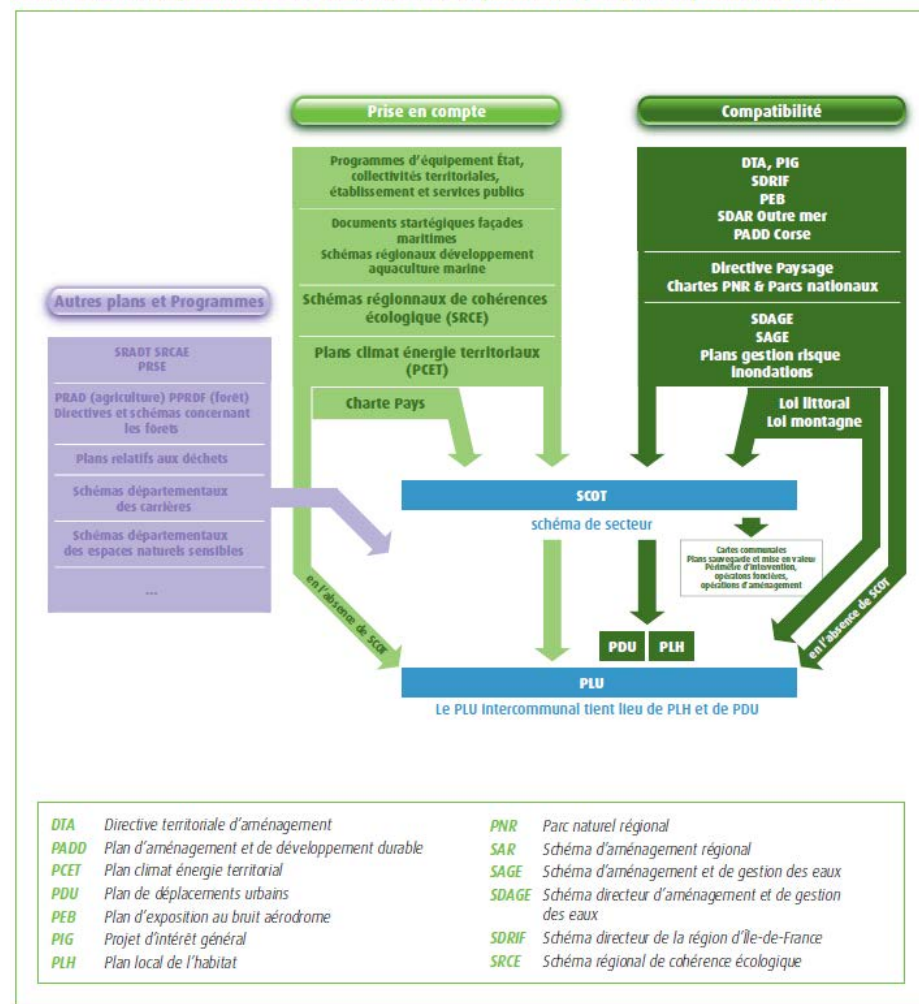 Prise en compte
Programmes d'équipement État,
collectivités territoriales,
établissement et services publics
Documents startégiques façades
maritimes
Schémas régionaux développement
aquaculture marine
Schémas régionnaux de cohérences
écologique (SRCE)
Plans climat énergie territoriaux
(PCET)
Charte Pays
Compatibilité
DTA, PIG
SDRIF
PEB
SDAR Outre mer
PADD Corse
Directive Paysage
Chartes PNR & Parcs nationaux
SDAGE
SAGE
Plans gestion risque
inondations
Loi littoral
Loi montagne
Autres plans et Programmes
SRADT SRCAE
PRSE
PRAD (agriculture) PPRDF (forêt)
Directives et schémas concernant
les forets
Plans relatifs aux déchets
Schémas départementaux
des carrières
Schémas départementaux
des espaces naturels sensibles
...
SCOT
schéma de secteur
Cartes communales
Plans sauvegarde et mise en valeur
Périmètre d'intervention,
opératons foncières,
opérations d'aménagement
en l'absence de SCOT
en l'absence de SCOT
PDU
PLH
PLU
Le PLU intercommunal tient lieu de PLH et de PDU
DTA Directive territoriale d'aménagement
PADD Plan d'aménagement et de développement durable
PCET Plan climat énergie territorial
PDU Plan de déplacements urbains
PEB Plan d'exposition au bruit aérodrome
PIG Projet d'intérêt général
PLH Plan local de l'habitat
PNR Parc naturel régional
SAR Schéma d'aménagement régional
SAGE Schéma d'aménagement et de gestion des eaux
SDAGE Schéma directeur d'aménagement et de gestion
des eaux
SDRIF Schéma directeur de la région d'Île-de-France
SRCE Schéma régional de cohérence écologique